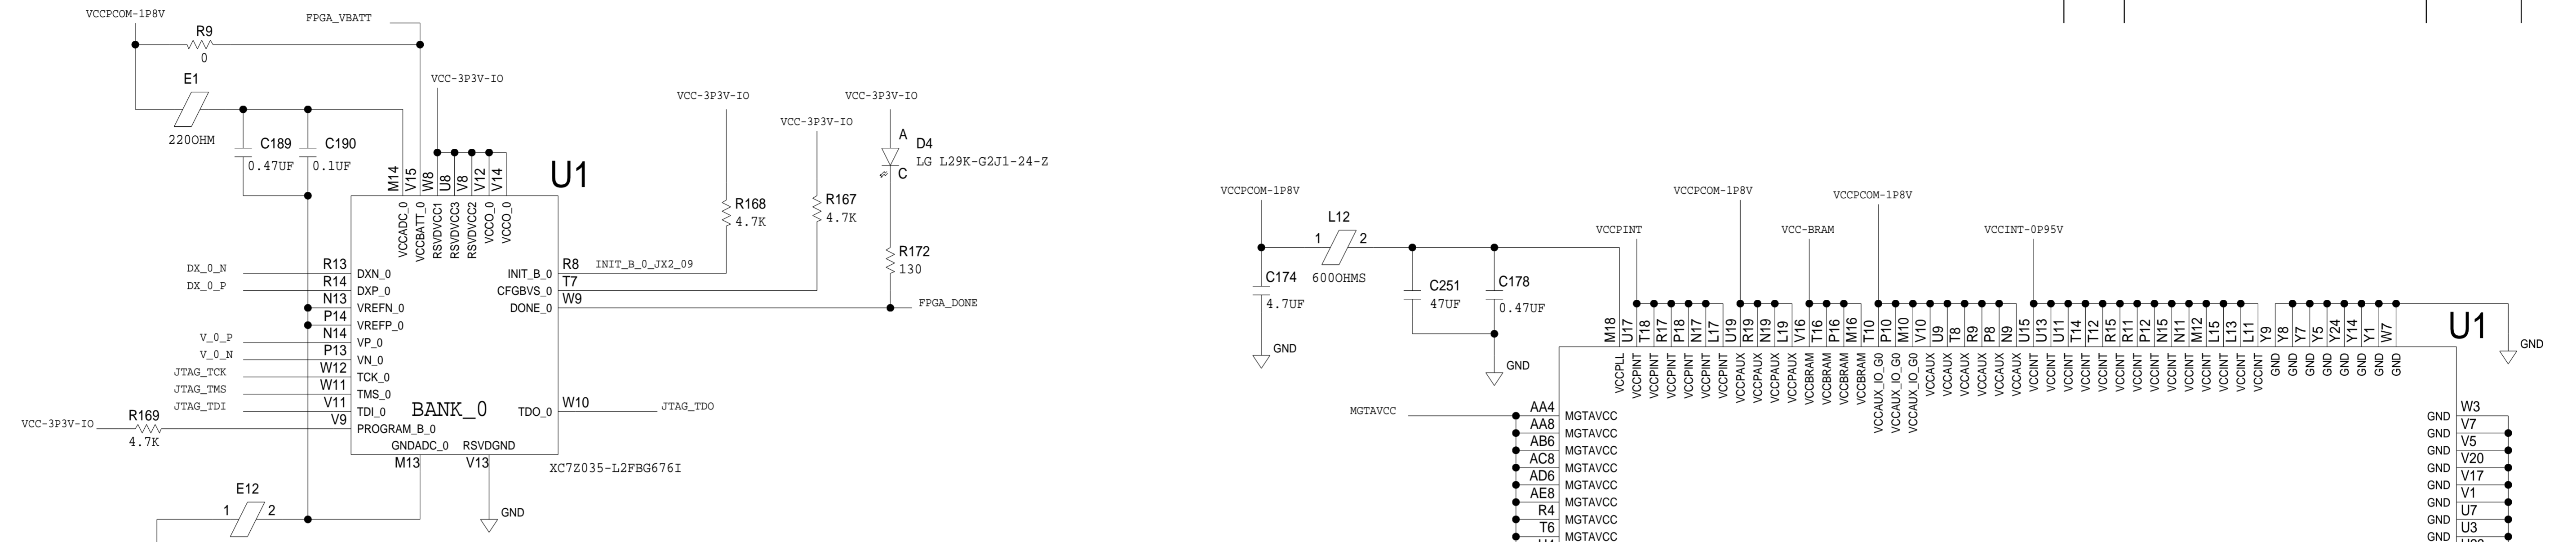 VCCPCOM-1P8V
FPGA_VBATT
R9
0
E1
220OHM
VCC-3P3V-IO
C189
0.47UF
C190
0.1UF
VCC-3P3V-IO
VCC-3P3V-IO
VCC-3P3V-IO
A
D4
LG L29K-G2J1-24-Z
C
R168
4.7K
R167
4.7K
R172
130
U1
M14
V15
W8
U8
V8
V12
V14
VCCADC_0
VCCBATT_0
RSVDVCC1
RSVDVCC3
RSVDVCC2
VCCO_0
VCCO_0
DX_0_N
R13
DXN_0
DX_0_P
R14
DXP_0
N13
VREFN_0
P14
VREFP_0
V_0_P
N14
VP_0
V_0_N
P13
VN_0
JTAG_TCK
W12
TCK_0
JTAG_TMS
W11
TMS_0
JTAG_TDI
V11
TDI_0
VCC-3P3V-IO
R169
4.7K
V9
PROGRAM_B_0
BANK_0
INIT_B_0
R8
INIT_B_0_JX2_09
CFGBVS_0
T7
DONE_0
W9
FPGA_DONE
TDO_0
W10
JTAG_TDO
GNDADC_0
RSVDGND
M13
V13
XC7Z035-L2FBG676I
E12
1
2
GND
VCCPCOM-1P8V
L12
1
2
600OHMS
C174
4.7UF
GND
C251
47UF
C178
0.47UF
GND
VCCPINT
VCCPCOM-1P8V
VCC-BRAM
VCCPCOM-1P8V
VCCINT-0P95V
U1
GND
M18
U17
T18
R17
P18
N17
L17
U19
R19
N19
L19
V16
T16
P16
M16
T10
P10
M10
V10
U9
T8
R9
P8
N9
U15
U13
U11
T14
T12
R15
R11
P12
N15
N11
M12
L15
L13
L11
Y9
Y8
Y7
Y5
Y24
Y14
Y1
W7
VCCPLL
VCCPINT
VCCPINT
VCCPINT
VCCPINT
VCCPINT
VCCPINT
VCCPAUX
VCCPAUX
VCCPAUX
VCCPAUX
VCCBRAM
VCCBRAM
VCCBRAM
VCCBRAM
VCCAUX_IO_G0
VCCAUX_IO_G0
VCCAUX_IO_G0
VCCAUX
VCCAUX
VCCAUX
VCCAUX
VCCAUX
VCCAUX
VCCINT
VCCINT
VCCINT
VCCINT
VCCINT
VCCINT
VCCINT
VCCINT
VCCINT
VCCINT
VCCINT
VCCINT
VCCINT
VCCINT
GND
GND
GND
GND
GND
GND
GND
GND
MGTAVCC
AA4
MGTAVCC
AA8
MGTAVCC
AB6
MGTAVCC
AC8
MGTAVCC
AD6
MGTAVCC
AE8
MGTAVCC
R4
MGTAVCC
T6
MGTAVCC
GND
W3
GND
V7
GND
V5
GND
V20
GND
V17
GND
V1
GND
U7
GND
U3